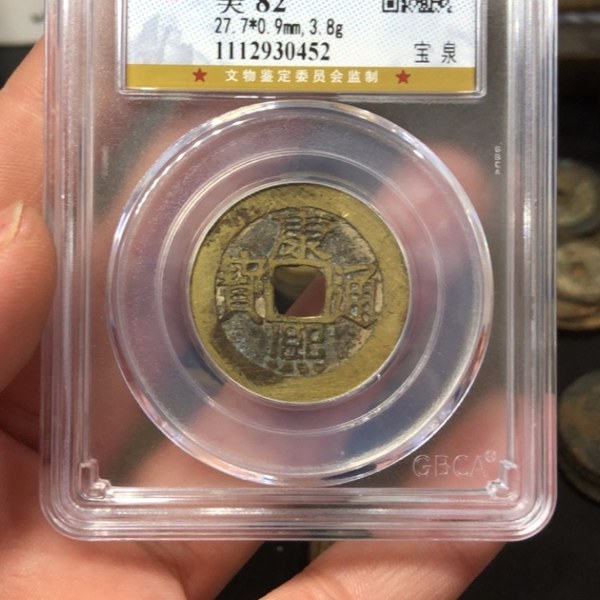 美 82
27.7*0.9mm, 3.8g
1112930452
宝泉
★ 文物鉴定委员会监制 ★
康熙通寶
GBCA®